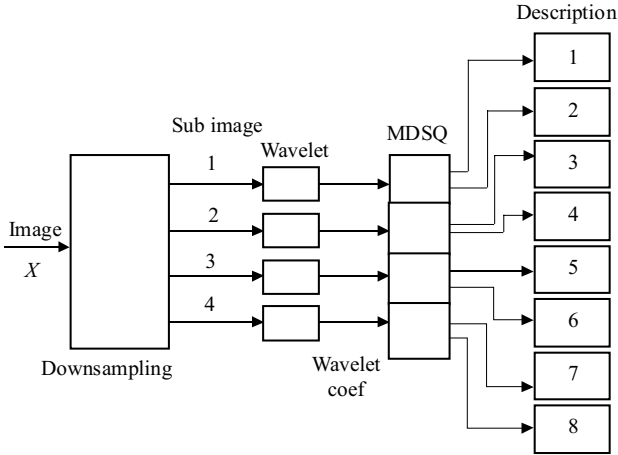 Description
1
2
3
4
5
6
7
8
MDSQ
Sub image
Wavelet
1
2
3
4
Image
X
Downsampling
Wavelet
coef